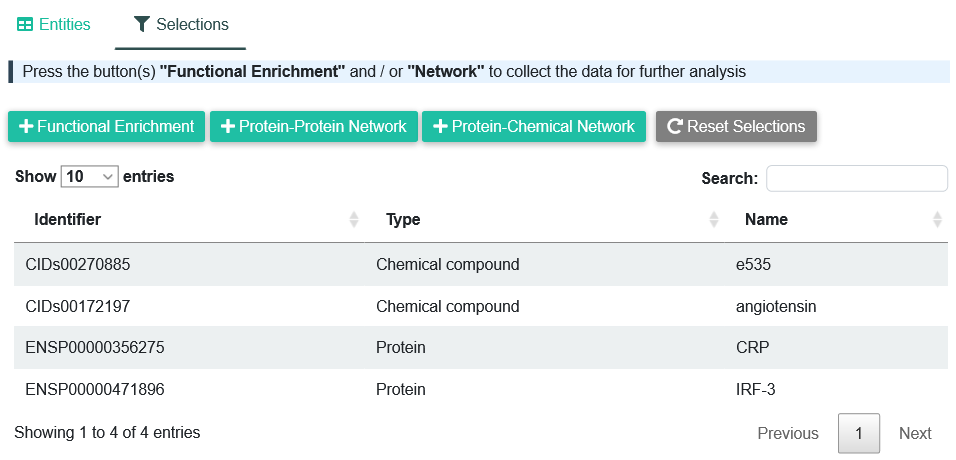 Entities Selections
Press the button(s) "Functional Enrichment" and / or "Network" to collect the data for further analysis
Functional Enrichment Protein-Protein Network Protein-Chemical Network Reset Selections
Show 10 entries Search:
Identifier Type Name
CIDs00270885 Chemical compound e535
CIDs00172197 Chemical compound angiotensin
ENSP00000356275 Protein CRP
ENSP00000471896 Protein IRF-3
Showing 1 to 4 of 4 entries Previous 1 Next